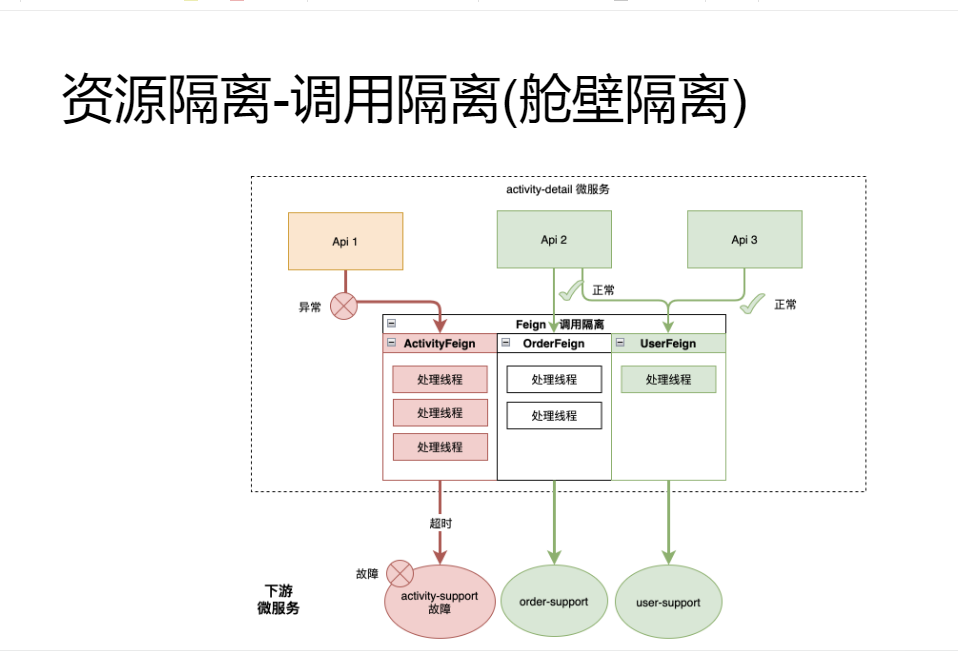 资源隔离-调用隔离(舱壁隔离)
activity-detail 微服务
Api 1
Api 2
Api 3
异常
正常
正常
Feign 调用隔离
ActivityFeign
OrderFeign
UserFeign
处理线程
处理线程
处理线程
处理线程
处理线程
处理线程
超时
故障
下游
微服务
activity-support
故障
order-support
user-support